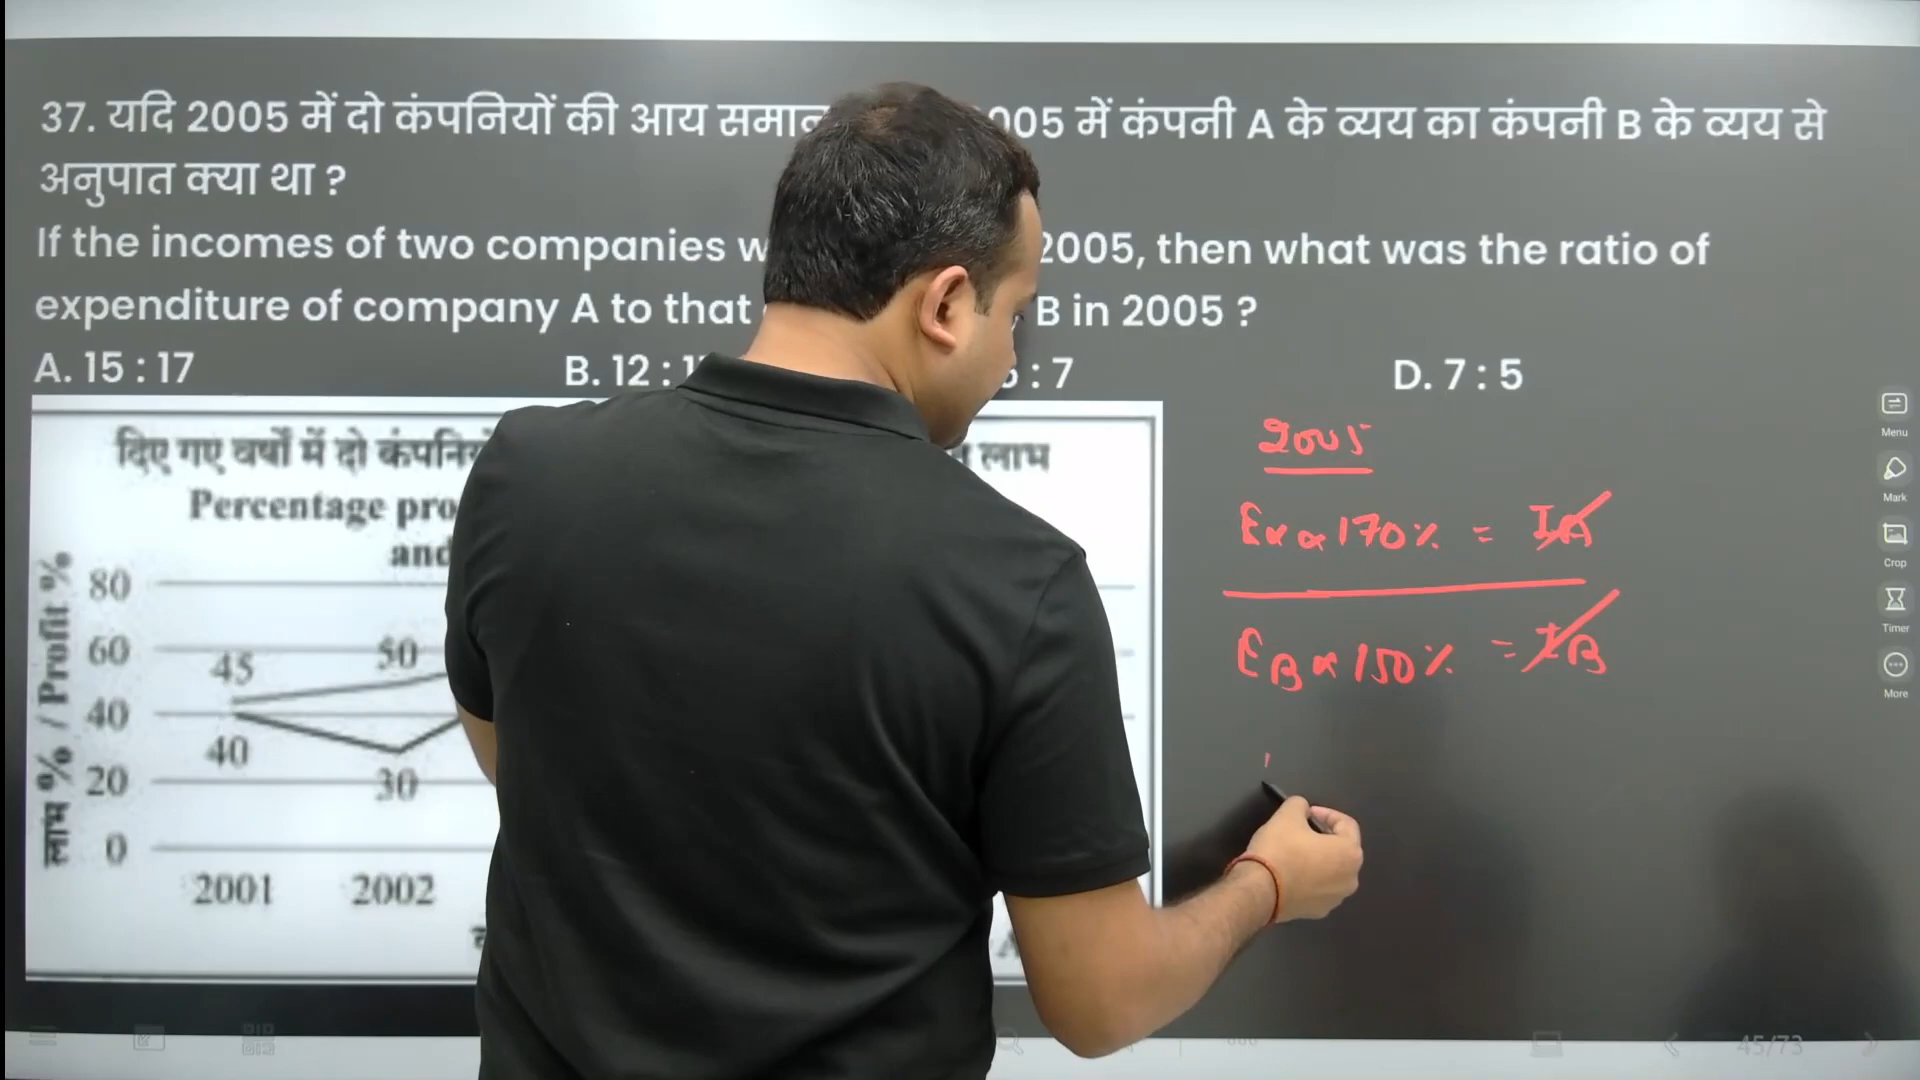 37. यदि 2005 में दो कंपनियों की आय समान 005 में कंपनी A के व्यय का कंपनी B के व्यय से
अनुपात क्या था ?
If the incomes of two companies w 2005, then what was the ratio of
expenditure of company A to that B in 2005 ?
A. 15 : 17 B. 12 : 1 : 7 D. 7 : 5
दिए गए वर्षों में दो लाभ
Percentage pro
and
लाभ % / Profit %
80
60
40
20
0
45
50
40
30
2001 2002
2005
170% = IA
EB × 150% = IB
Menu
Mark
Crop
Timer
More
45/73